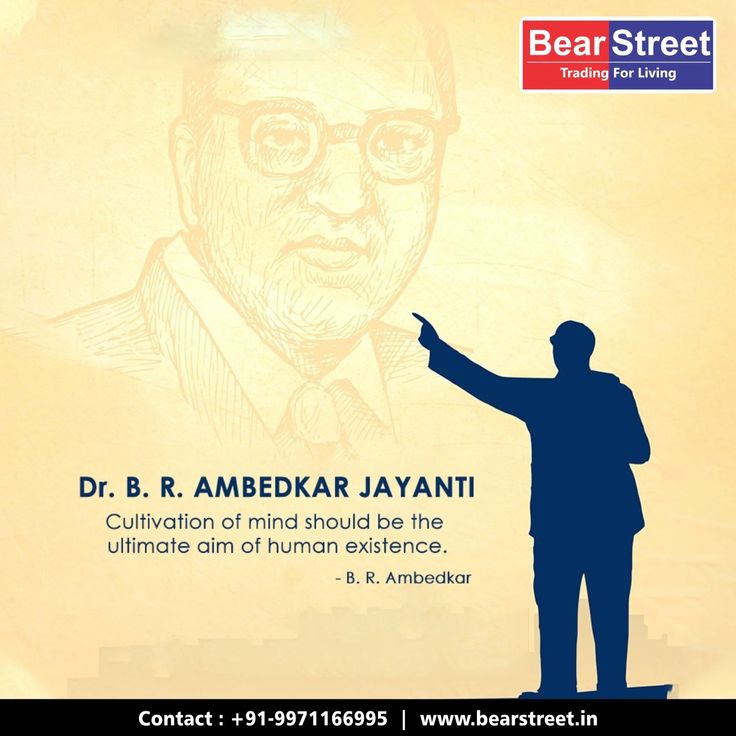 Bear Street
Trading For Living
Dr. B. R. AMBEDKAR JAYANTI
Cultivation of mind should be the
ultimate aim of human existence.
- B. R. Ambedkar
Contact : +91-9971166995 | www.bearstreet.in